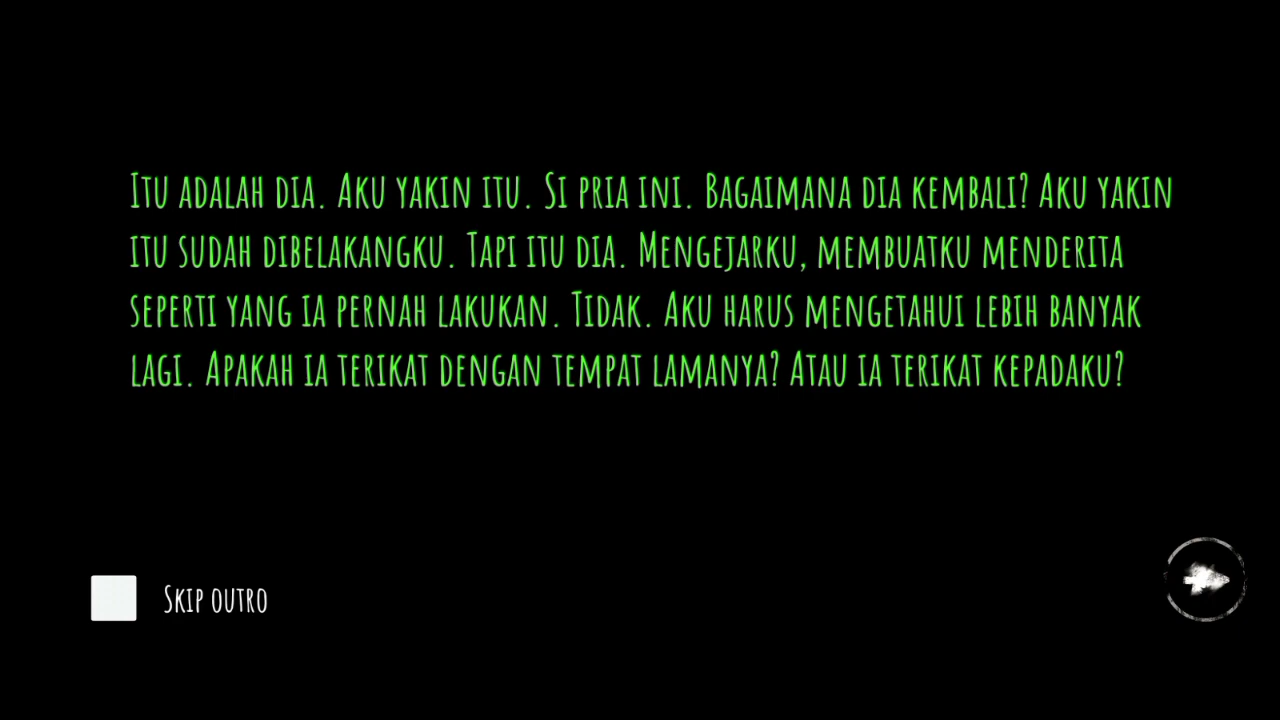 Itu adalah dia. Aku yakin itu. Si pria ini. Bagaimana dia kembali? Aku yakin
itu sudah dibelakangku. Tapi itu dia. Mengejarku, membuatku menderita
seperti yang ia pernah lakukan. Tidak. Aku harus mengetahui lebih banyak
lagi. Apakah ia terikat dengan tempat lamanya? Atau ia terikat kepadaku?
Skip outro